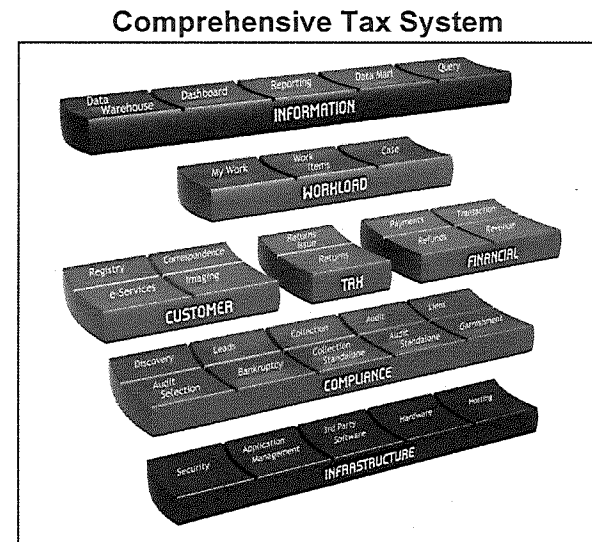 Comprehensive Tax System
Data Warehouse
Dashboard
Reporting
Data Mart
Query
INFORMATION
My Work
Work Items
Case
WORKLOAD
Registry
Correspondence
e-Services
Imaging
CUSTOMER
Returns Issue
Returns
TAX
Payments
Transaction
Refunds
Revenue
FINANCIAL
Discovery
Leads
Collection
Audit
Liens
Audit Selection
Bankruptcy
Collection Standalone
Audit Standalone
Garnishment
COMPLIANCE
Security
Application Management
3rd Party Software
Hardware
Hosting
INFRASTRUCTURE